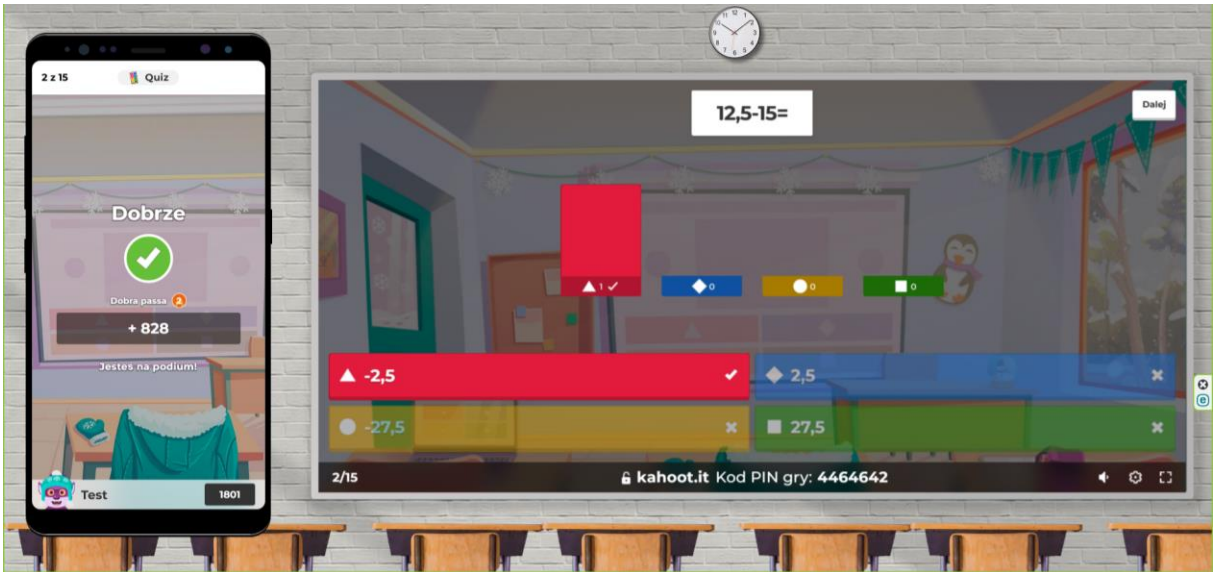 2 z 15
Quiz
Dobrze
Dobra passa 2
+ 828
Jesteś na podium!
Test
1801
12,5-15=
Dalej
1
0
0
0
-2,5
2,5
-27,5
27,5
2/15
kahoot.it Kod PIN gry: 4464642